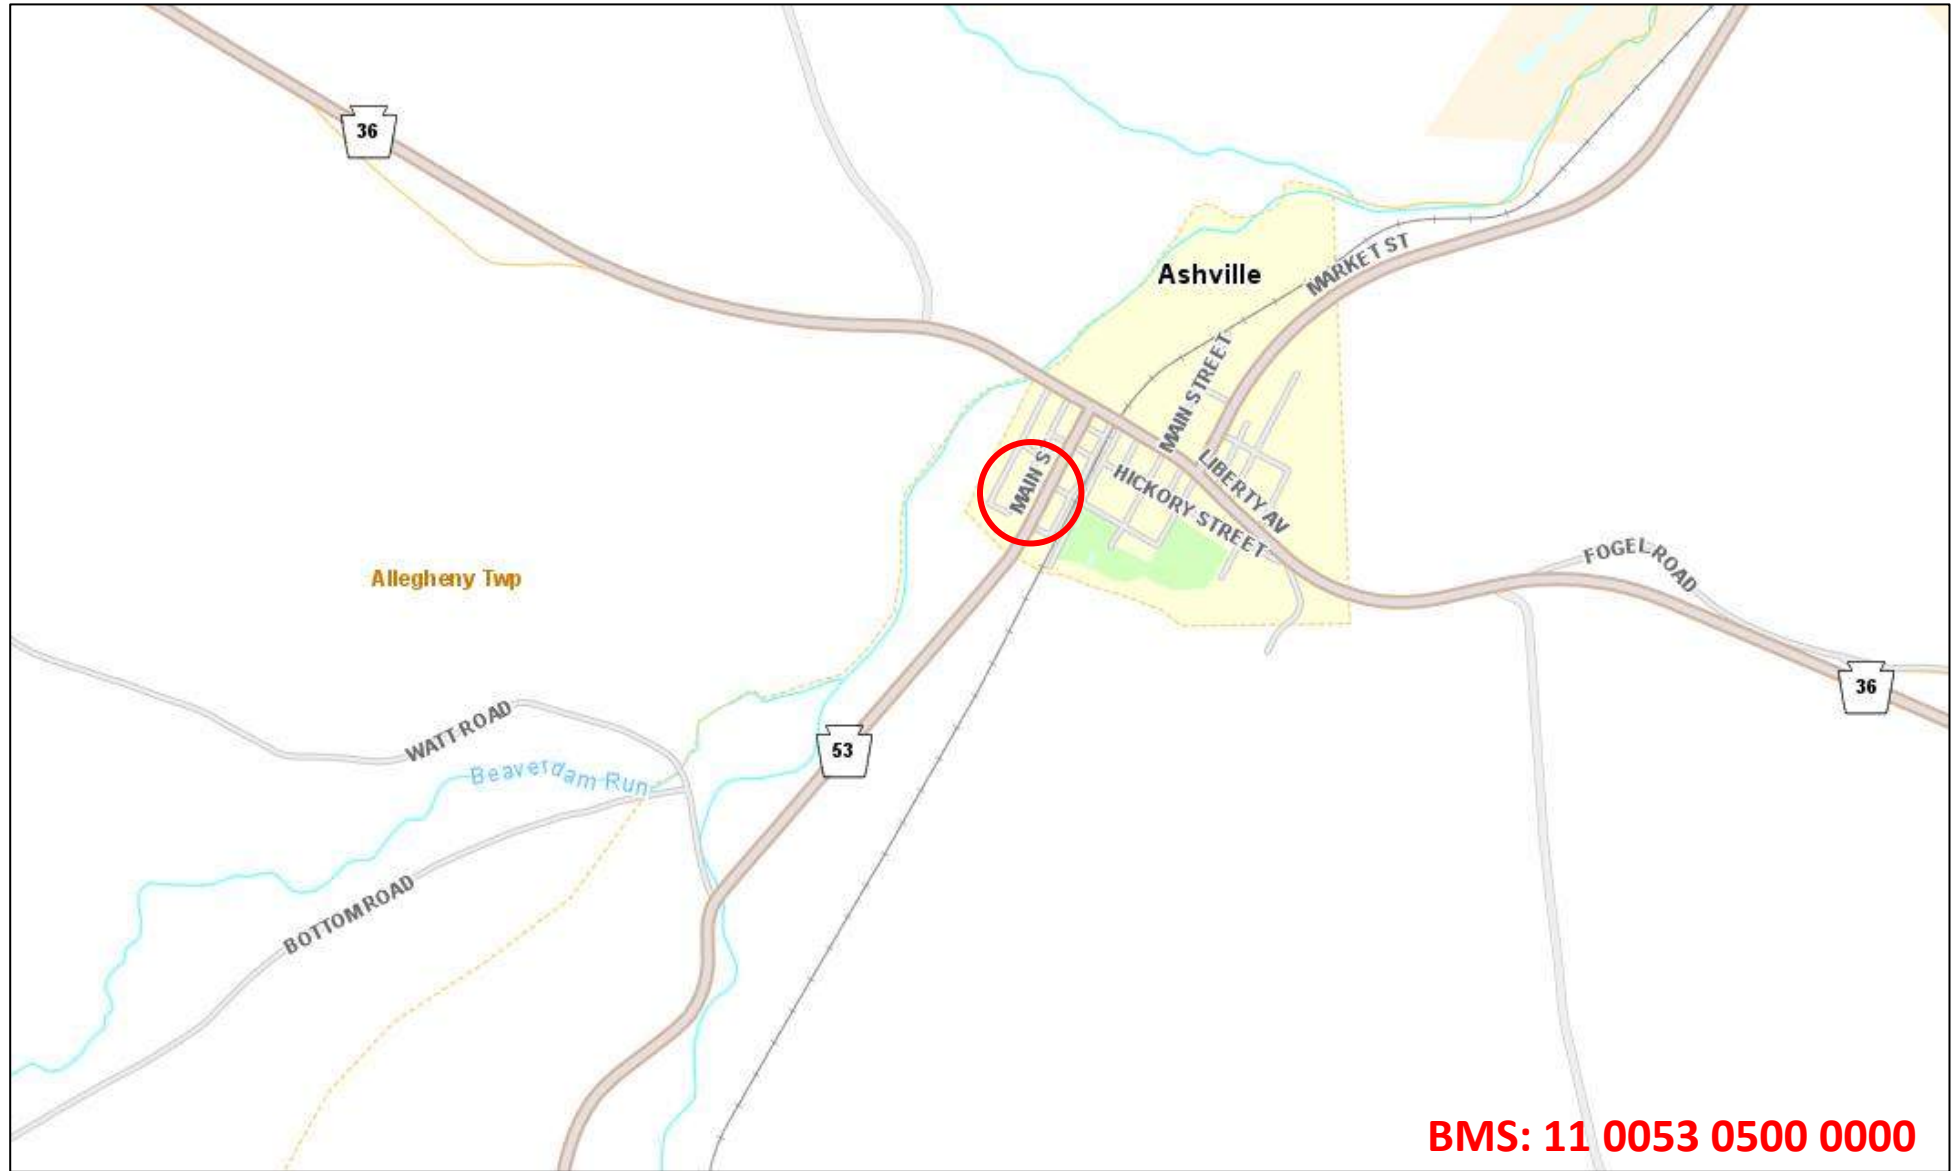 36
Ashville
MARKET ST
MAIN STREET
MAIN S
LIBERTY AV
HICKORY STREET
FOGEL ROAD
Allegheny Twp
36
WATT ROAD
53
Beaverdam Run
BOTTOM ROAD
BMS: 11 0053 0500 0000